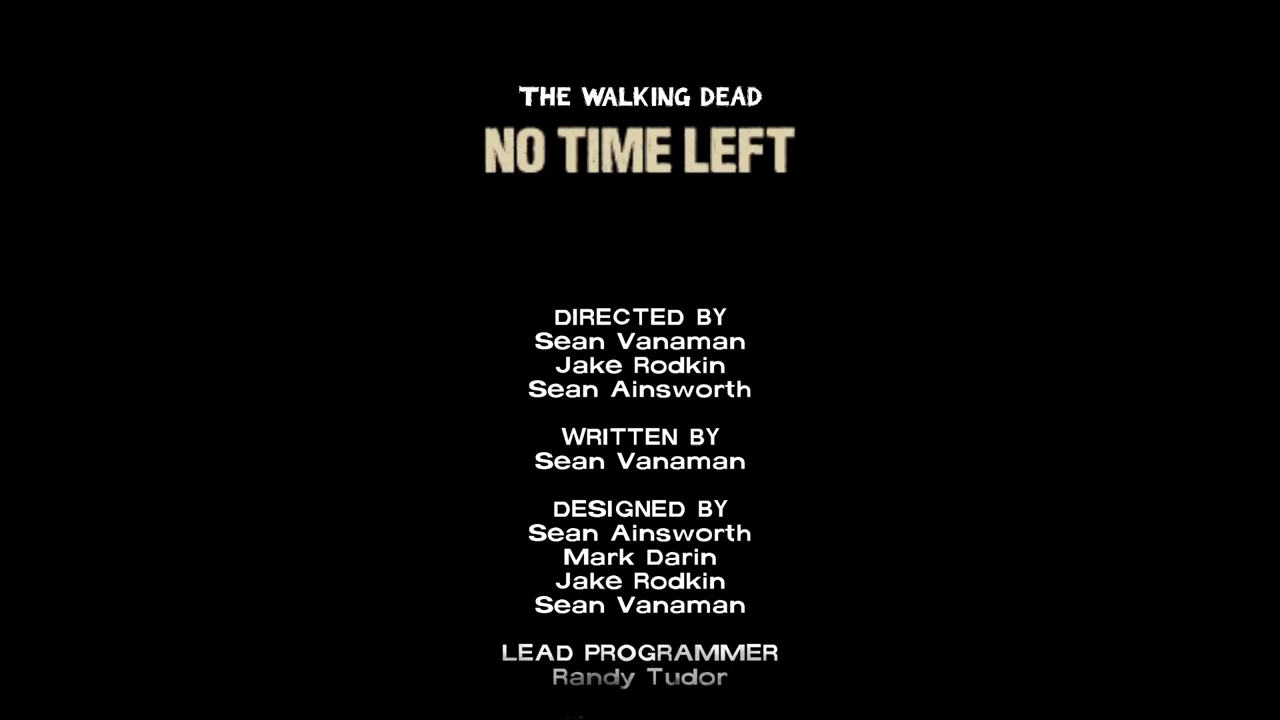 THE WALKING DEAD
NO TIME LEFT
DIRECTED BY
Sean Vanaman
Jake Rodkin
Sean Ainsworth
WRITTEN BY
Sean Vanaman
DESIGNED BY
Sean Ainsworth
Mark Darin
Jake Rodkin
Sean Vanaman
LEAD PROGRAMMER
Randy Tudor